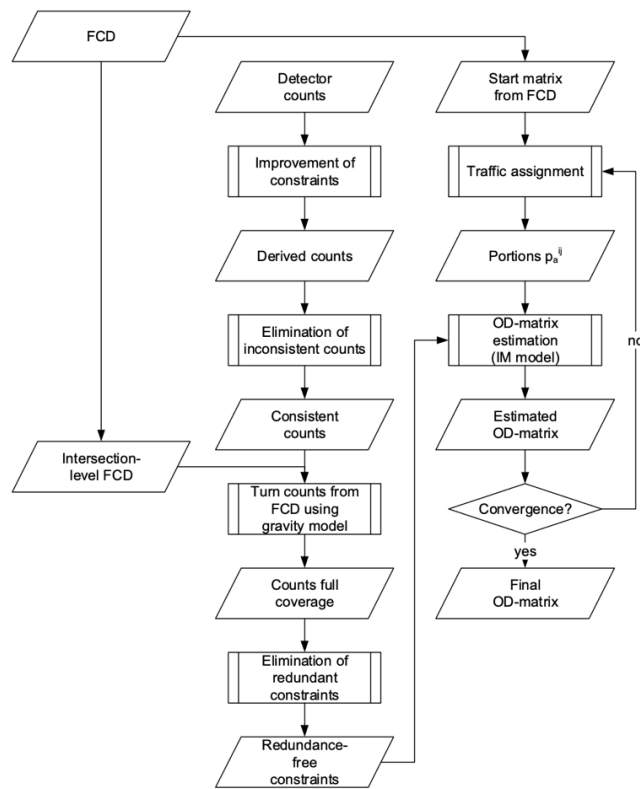 FCD
Detector
counts
Improvement of
constraints
Derived counts
Elimination of
inconsistent counts
Consistent
counts
Intersection-
level FCD
Turn counts from
FCD using
gravity model
Counts full
coverage
Elimination of
redundant
constraints
Redundance-
free
constraints
Start matrix
from FCD
Traffic assignment
Portions pₐⁱʲ
OD-matrix
estimation
(IM model)
Estimated
OD-matrix
Convergence?
no
yes
Final
OD-matrix